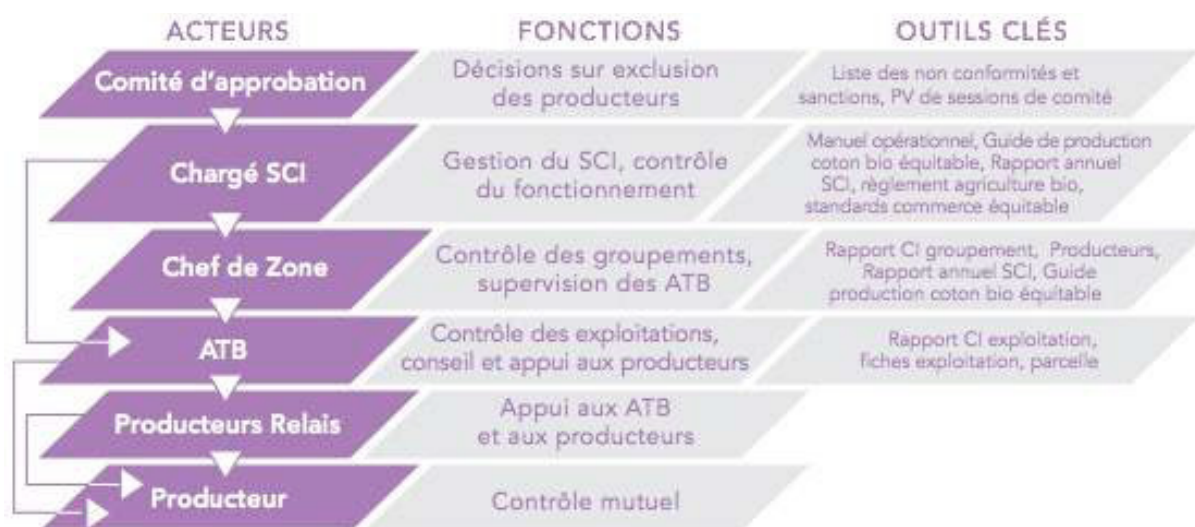 ACTEURS
FONCTIONS
OUTILS CLÉS
Comité d'approbation
Décisions sur exclusion
des producteurs
Liste des non conformités et
sanctions, PV de sessions de comité
Chargé SCI
Gestion du SCI, contrôle
du fonctionnement
Manuel opérationnel, Guide de production
coton bio équitable, Rapport annuel
SCI, règlement agriculture bio,
standards commerce équitable
Chef de Zone
Contrôle des groupements,
supervision des ATB
Rapport CI groupement, Producteurs,
Rapport annuel SCI, Guide
production coton bio équitable
ATB
Contrôle des exploitations,
conseil et appui aux producteurs
Rapport CI exploitation,
fiches exploitation, parcelle
Producteurs Relais
Appui aux ATB
et aux producteurs
Producteur
Contrôle mutuel